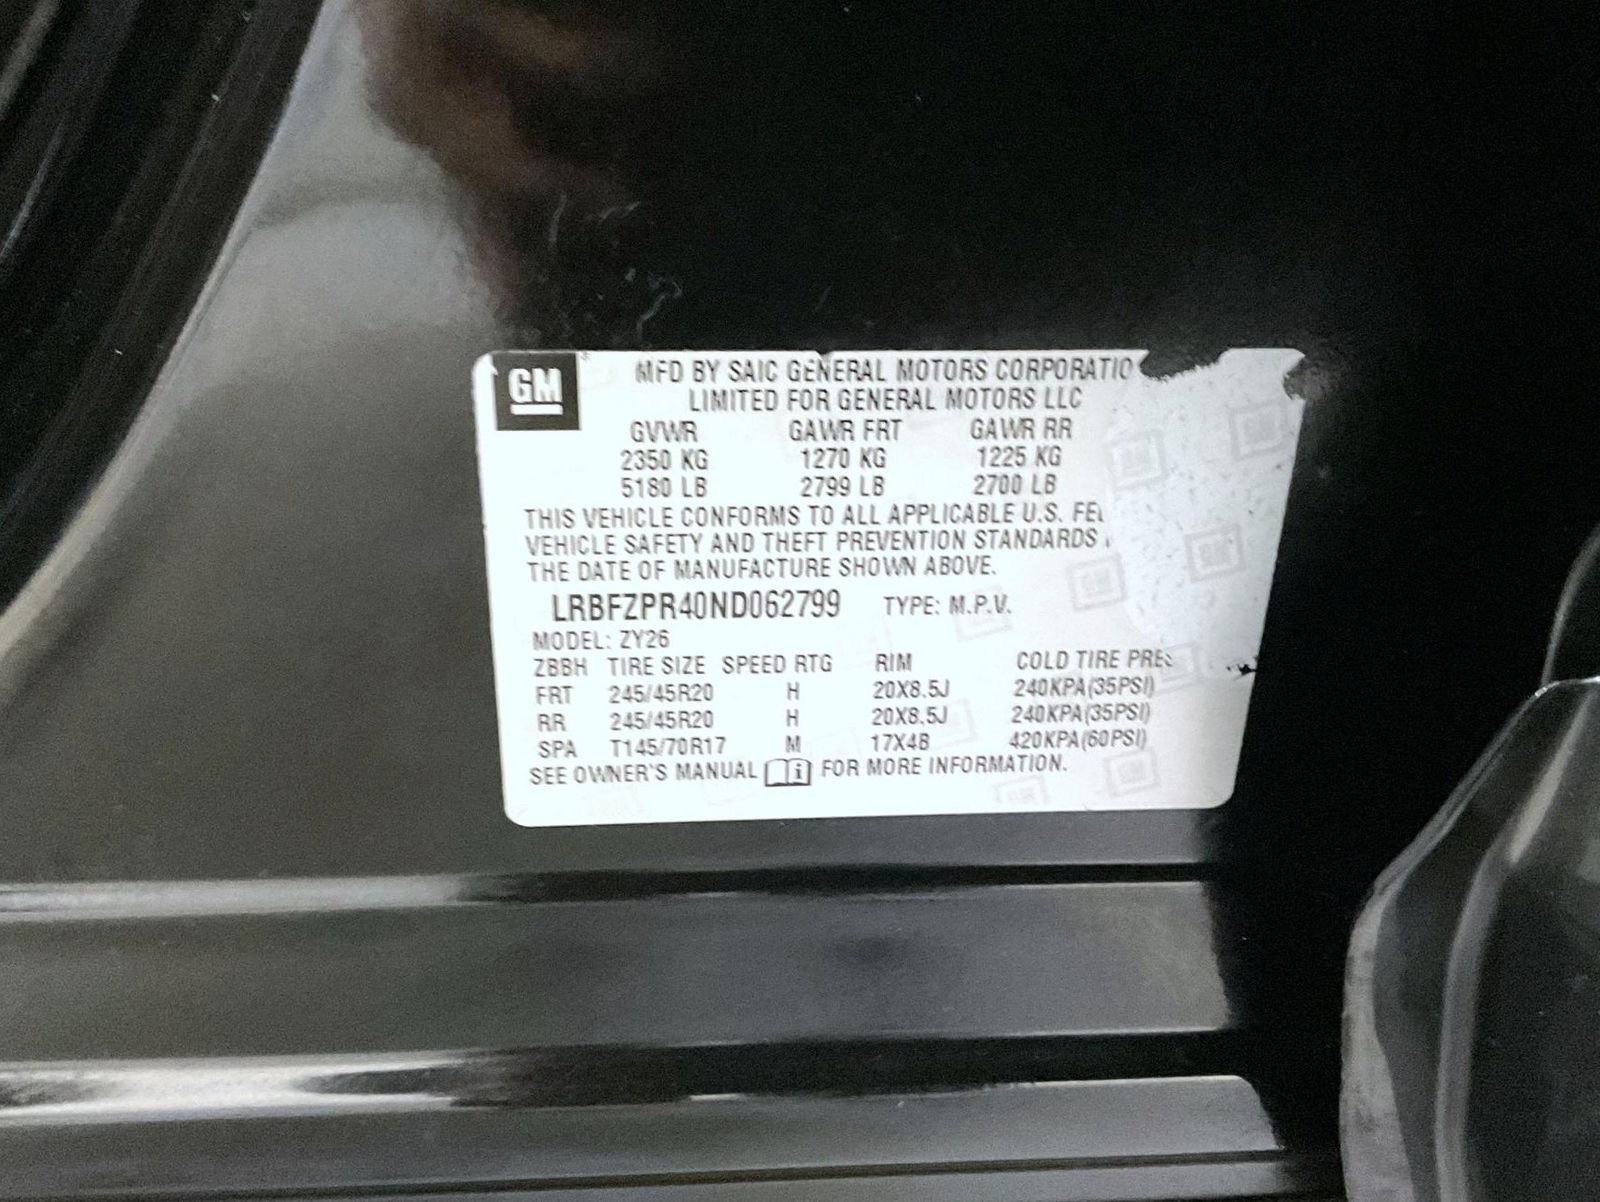 GM
MFD BY SAIC GENERAL MOTORS CORPORATIO
LIMITED FOR GENERAL MOTORS LLC
GVWR GAWR FRT GAWR RR
2350 KG 1270 KG 1225 KG
5180 LB 2799 LB 2700 LB
THIS VEHICLE CONFORMS TO ALL APPLICABLE U.S.
VEHICLE SAFETY AND THEFT PREVENTION STANDARDS
THE DATE OF MANUFACTURE SHOWN ABOVE.
LRBFZPR40ND062799 TYPE: M.P.V.
MODEL: ZY26
ZBBH TIRE SIZE SPEED RTG RIM COLD TIRE PRES
FRT 245/45R20 H 20X8.5J 240KPA(35PSI)
RR 245/45R20 H 20X8.5J 240KPA(35PSI)
SPA T145/70R17 M 17X4B 420KPA(60PSI)
SEE OWNER'S MANUAL i FOR MORE INFORMATION.